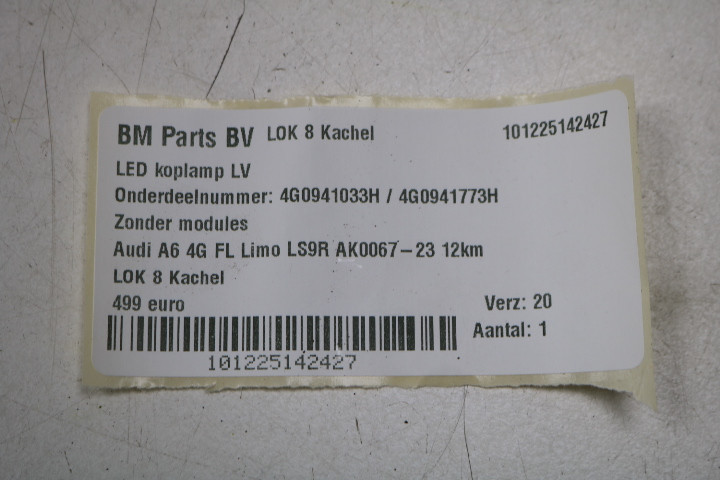 BM Parts BV LOK 8 Kachel 101225142427
LED koplamp LV
Onderdeelnummer: 4G0941033H / 4G0941773H
Zonder modules
Audi A6 4G FL Limo LS9R AK0067-23 12km
LOK 8 Kachel
499 euro Verz: 20
Aantal: 1
101225142427